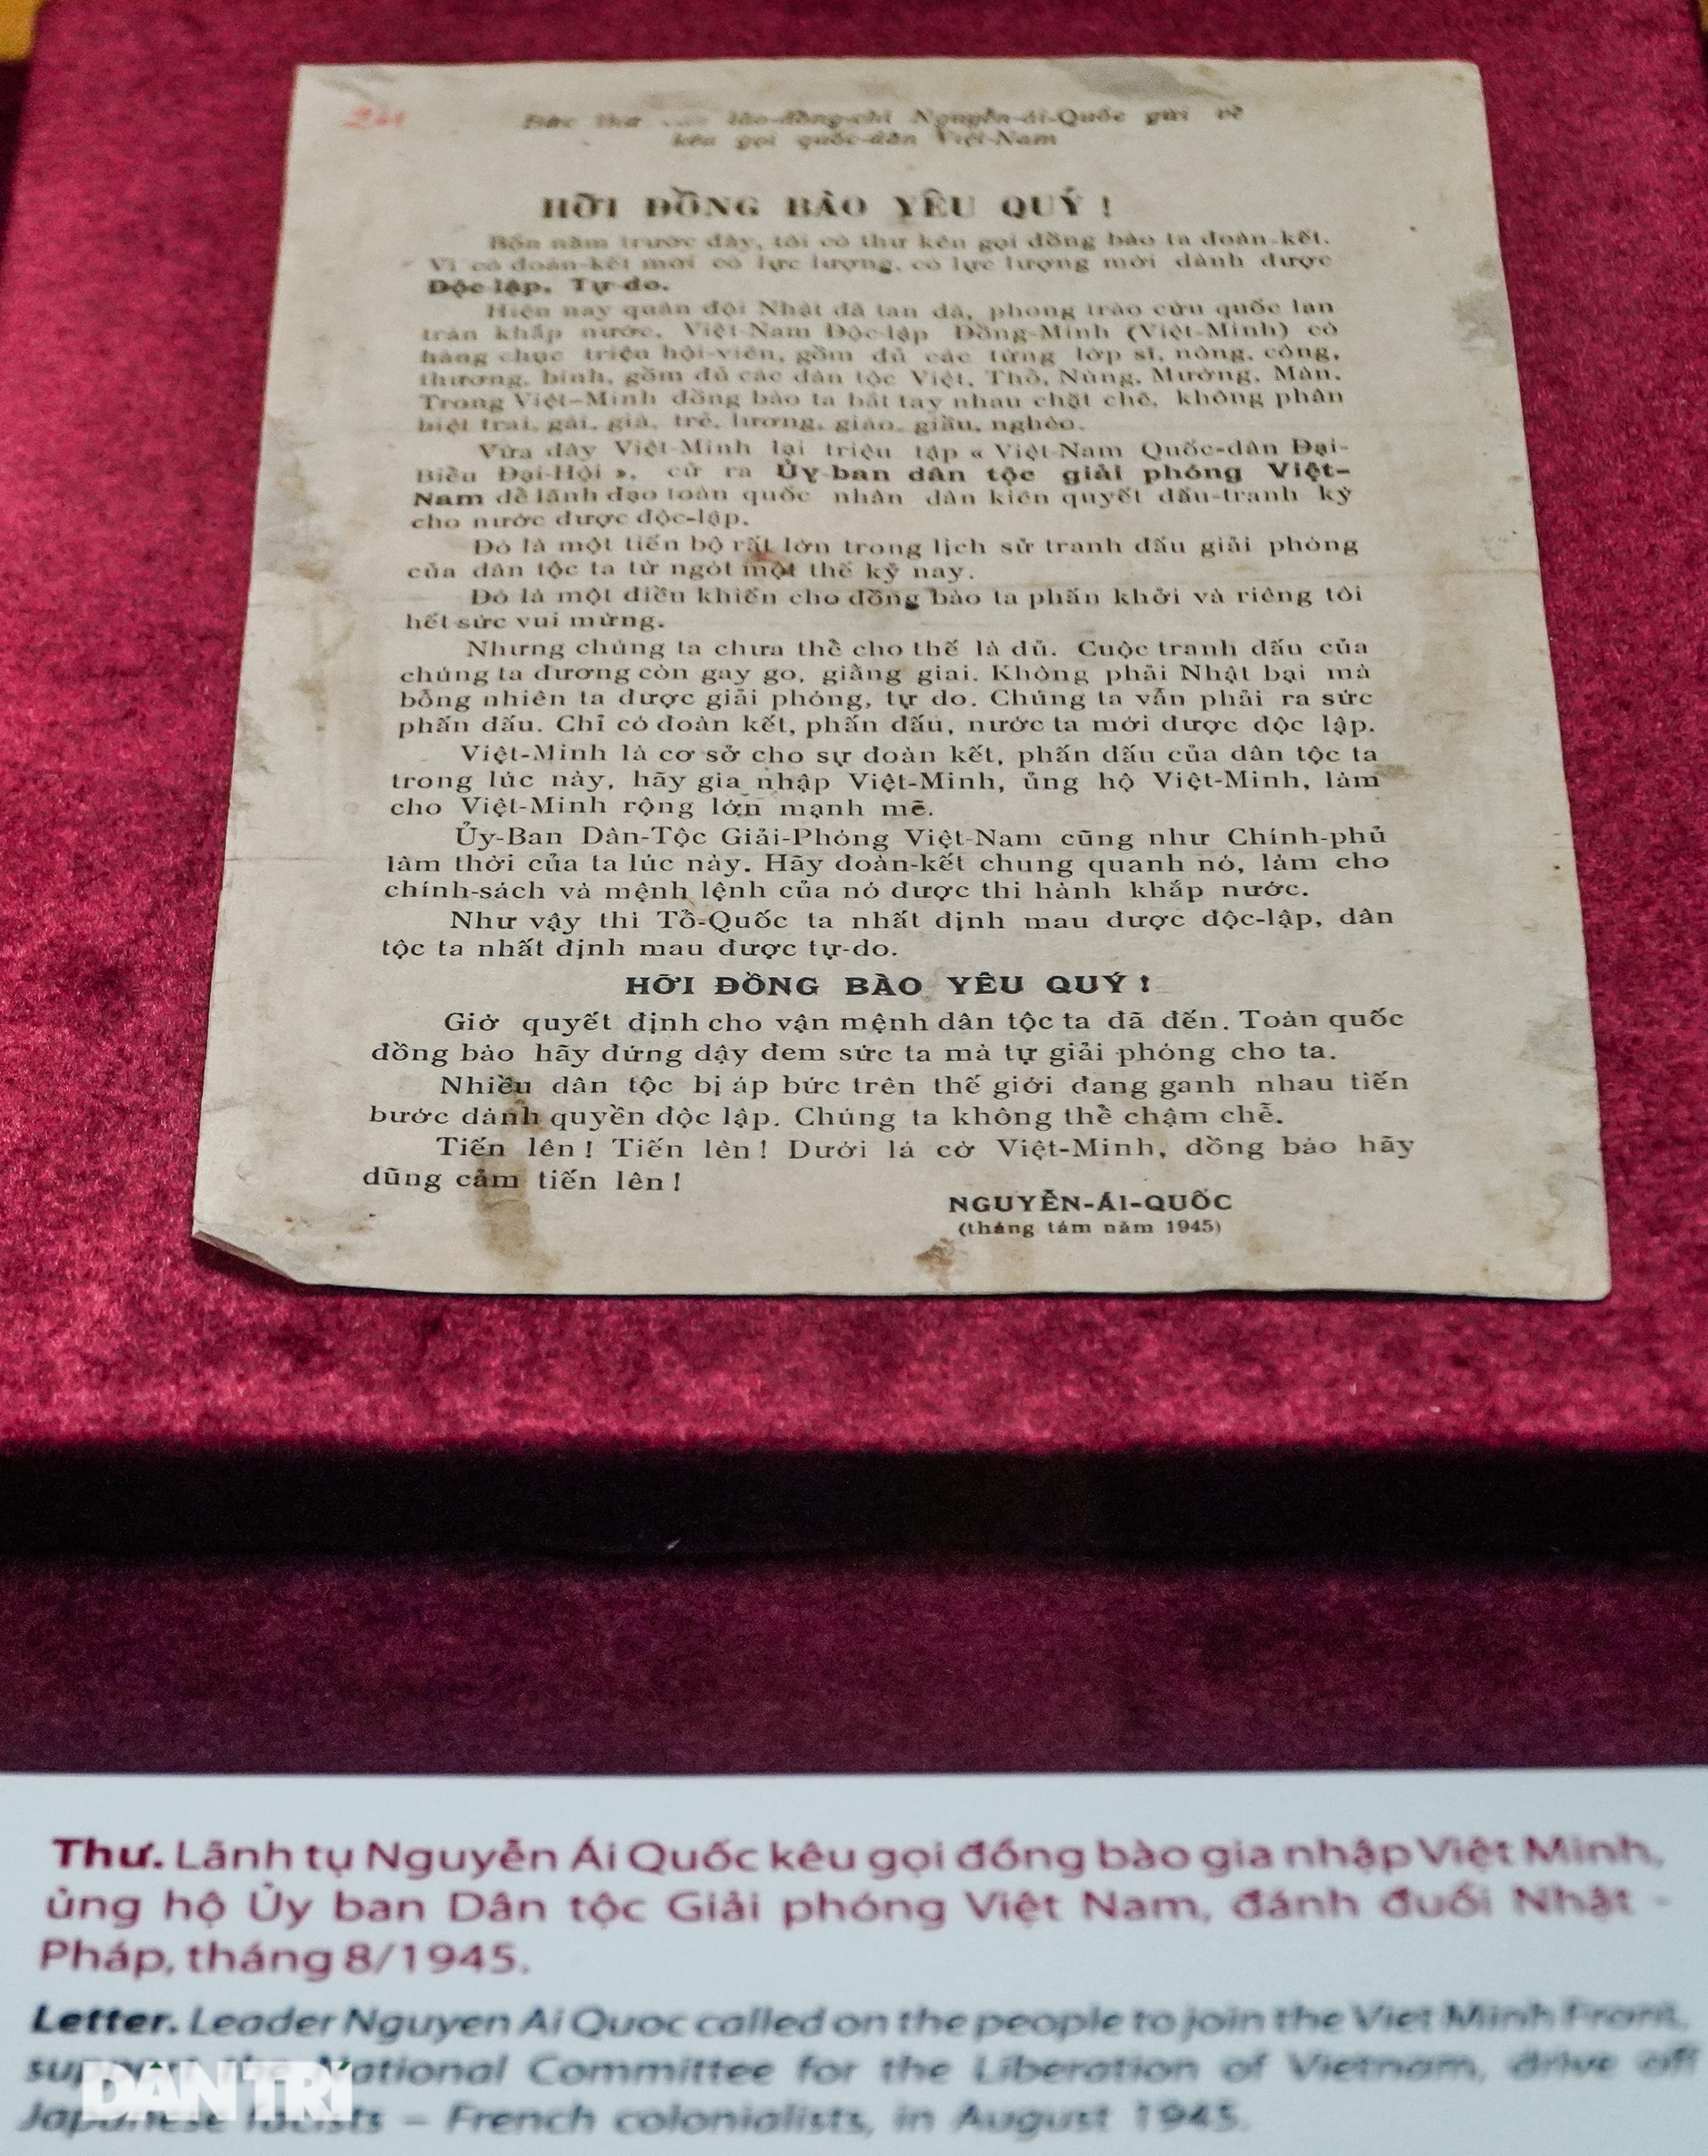 Bức thư lão-đồng-chí Nguyễn-ái-Quốc gửi về
kêu gọi quốc-dân Việt-Nam
HỠI ĐỒNG BÀO YÊU QUÝ !
Bốn năm trước đây, tôi có thư kêu gọi đồng bào ta đoàn-kết.
Vì có đoàn-kết mới có lực lượng, có lực lượng mới dành được
Độc-lập, Tự-do.
Hiện nay quân đội Nhật đã tan dã, phong trào cứu quốc lan
tràn khắp nước. Việt-Nam Độc-lập Đồng-Minh (Việt-Minh) có
hàng chục triệu hội-viên, gồm đủ các từng lớp sĩ, nông, công,
thương, binh, gồm đủ các dân tộc Việt, Thổ, Nùng, Mường, Mán.
Trong Việt-Minh đồng bào ta bắt tay nhau chặt chẽ, không phân
biệt trai, gái, già, trẻ, lương, giáo, giầu, nghèo.
Vừa đây Việt-Minh lại triệu tập « Việt-Nam Quốc-dân Đại-
Biểu Đại-Hội », cử ra Ủy-ban dân tộc giải phóng Việt-
Nam để lãnh đạo toàn quốc nhân dân kiên quyết đấu-tranh kỳ
cho nước được độc-lập.
Đó là một tiến bộ rất lớn trong lịch sử tranh đấu giải phóng
của dân tộc ta từ ngót một thế kỷ nay.
Đó là một điều khiến cho đồng bào ta phấn khởi và riêng tôi
hết sức vui mừng.
Nhưng chúng ta chưa thể cho thế là đủ. Cuộc tranh đấu của
chúng ta đương còn gay go, giằng giai. Không phải Nhật bại mà
bỗng nhiên ta được giải phóng, tự do. Chúng ta vẫn phải ra sức
phấn đấu. Chỉ có đoàn kết, phấn đấu, nước ta mới được độc lập.
Việt-Minh là cơ sở cho sự đoàn kết, phấn đấu của dân tộc ta
trong lúc này, hãy gia nhập Việt-Minh, ủng hộ Việt-Minh, làm
cho Việt-Minh rộng lớn mạnh mẽ.
Ủy-Ban Dân-Tộc Giải-Phóng Việt-Nam cũng như Chính-phủ
lâm thời của ta lúc này. Hãy đoàn-kết chung quanh nó, làm cho
chính-sách và mệnh lệnh của nó được thi hành khắp nước.
Như vậy thì Tổ-Quốc ta nhất định mau được độc-lập, dân
tộc ta nhất định mau được tự-do.
HỠI ĐỒNG BÀO YÊU QUÝ !
Giờ quyết định cho vận mệnh dân tộc ta đã đến. Toàn quốc
đồng bào hãy đứng dậy đem sức ta mà tự giải phóng cho ta.
Nhiều dân tộc bị áp bức trên thế giới đang ganh nhau tiến
bước dành quyền độc lập. Chúng ta không thể chậm chễ.
Tiến lên ! Tiến lên ! Dưới lá cờ Việt-Minh, đồng bào hãy
dũng cảm tiến lên !
NGUYỄN-ÁI-QUỐC
(tháng tám năm 1945)
Thư. Lãnh tụ Nguyễn Ái Quốc kêu gọi đồng bào gia nhập Việt Minh,
ủng hộ Ủy ban Dân tộc Giải phóng Việt Nam, đánh đuổi Nhật -
Pháp, tháng 8/1945.
Letter. Leader Nguyen Ai Quoc called on the people to join the Viet Minh Front,
support the National Committee for the Liberation of Vietnam, drive off
Japanese facists – French colonialists, in August 1945.
DÂN TRÍ